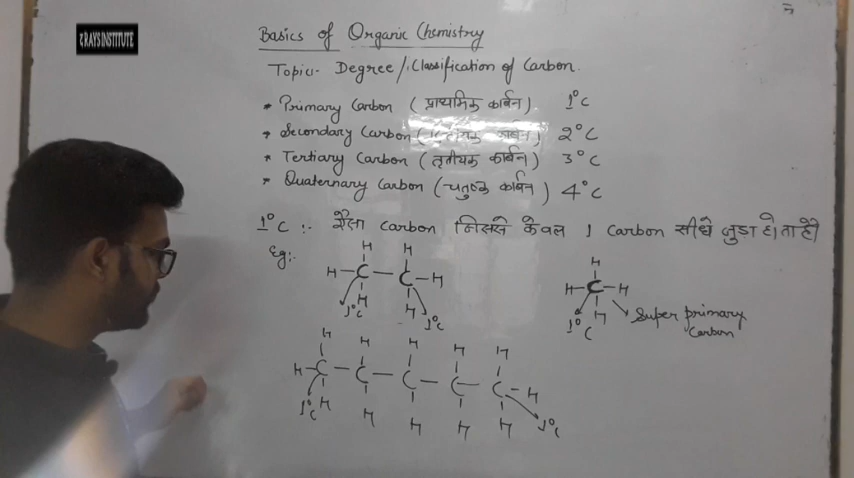 RAYS INSTITUTE
Basics of Organic Chemistry
Topic:- Degree /:Classification of Carbon.
* Primary Carbon (प्राथमिक कार्बन) 1°C
* Secondary Carbon ( कार्बन) 2°C
* Tertiary Carbon (तृतीयक कार्बन) 3°C
* Quaternary Carbon (चतुष्क कार्बन) 4°C
1°C :- ऐसा Carbon जिससे केवल 1 Carbon सीधे जुड़ा होता है।
Eg:-
H H H
H-C-C-H H-C-H
H H H
1°C 1°C 1°C
Super primary
Carbon
H H H H H
H-C-C-C-C-C-H
H H H H H
1°C 1°C